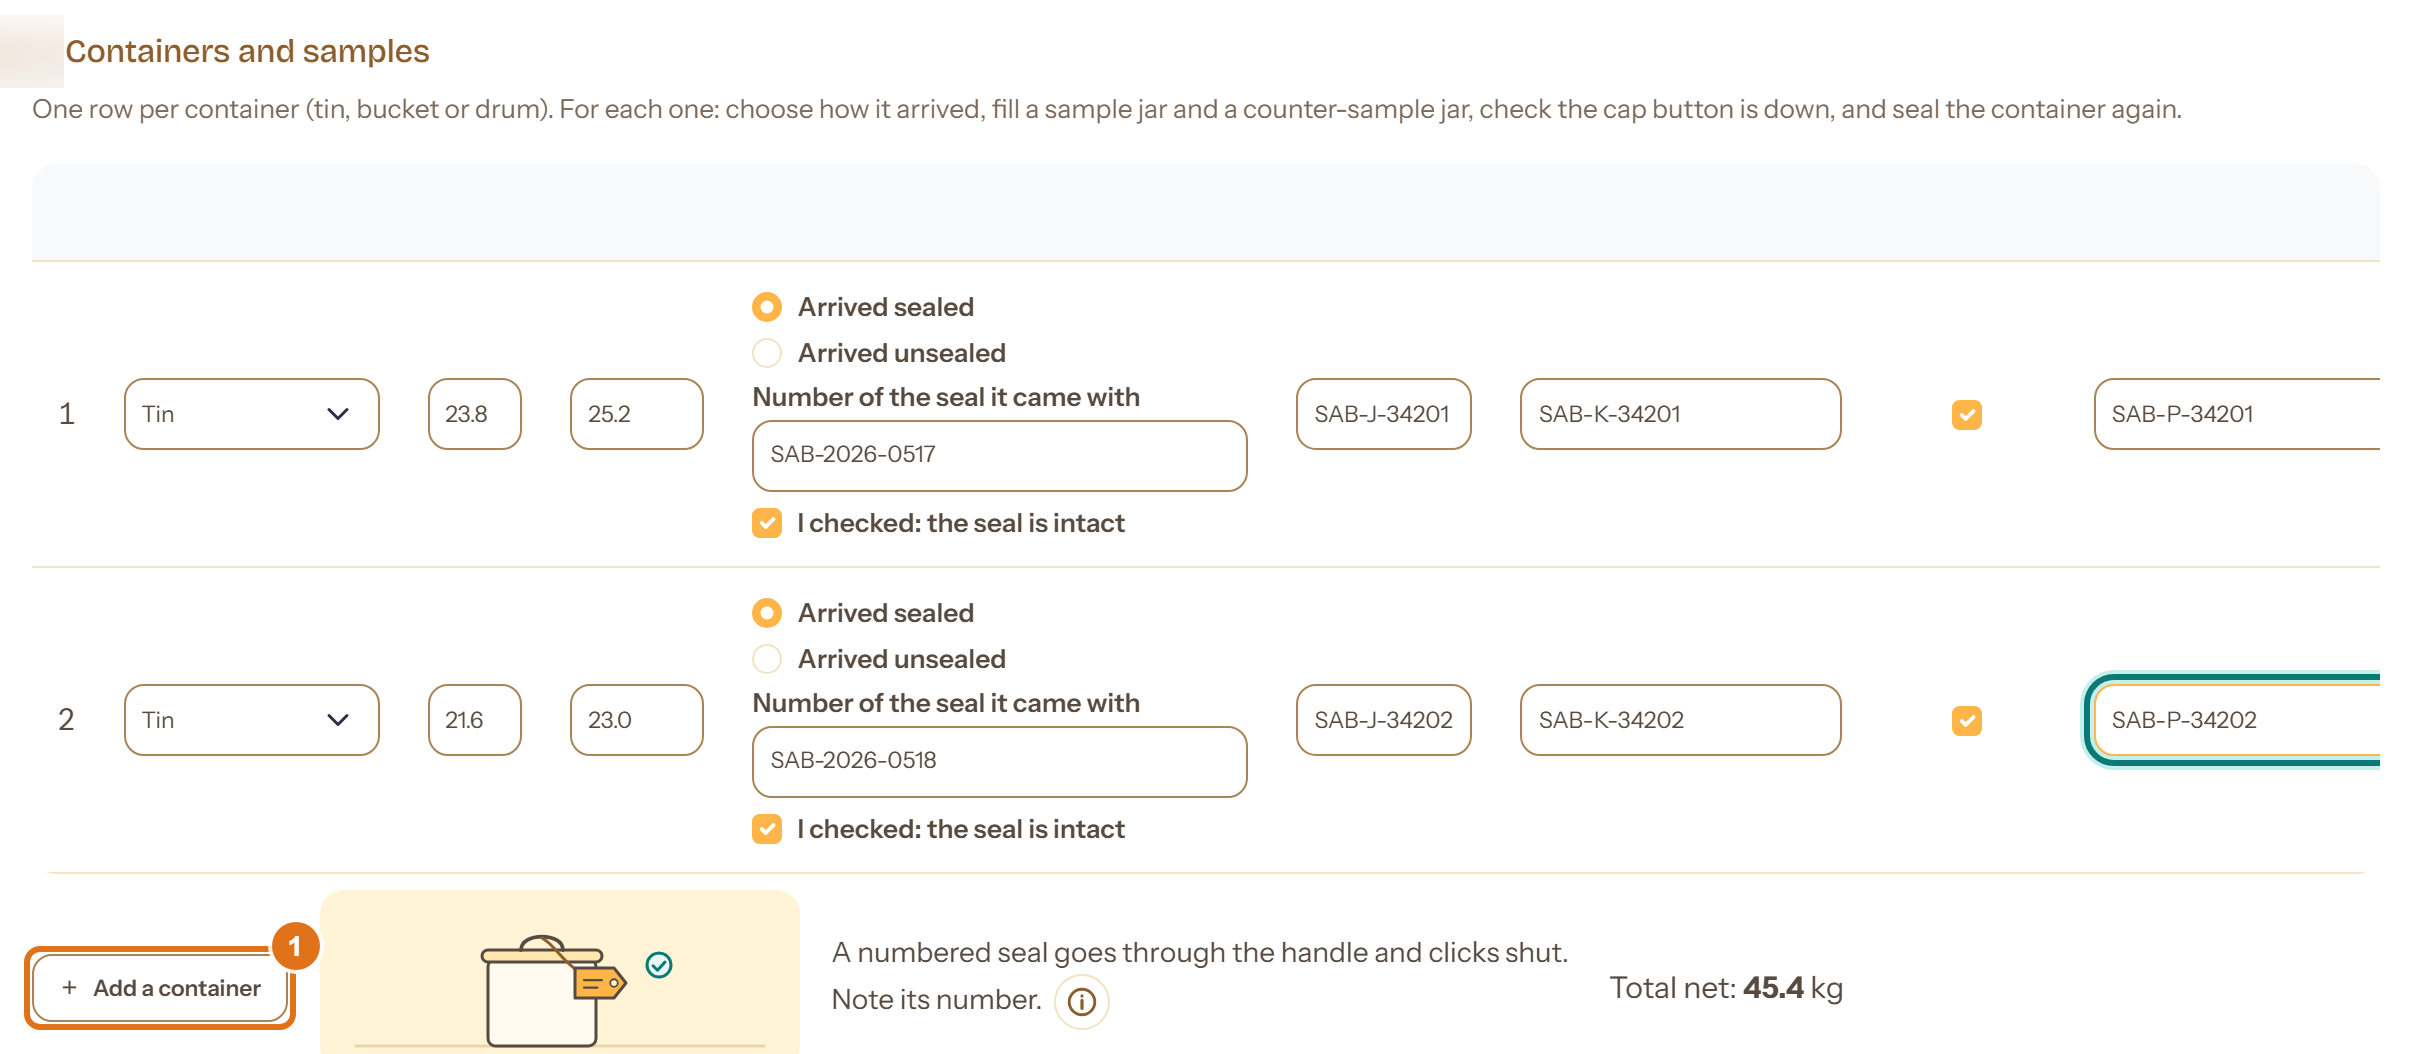 Containers and samples
One row per container (tin, bucket or drum). For each one: choose how it arrived, fill a sample jar and a counter-sample jar, check the cap button is down, and seal the container again.
Arrived sealed
Arrived unsealed
Number of the seal it came with
1 Tin 23.8 25.2 SAB-2026-0517 SAB-J-34201 SAB-K-34201 SAB-P-34201
I checked: the seal is intact
Arrived sealed
Arrived unsealed
Number of the seal it came with
2 Tin 21.6 23.0 SAB-2026-0518 SAB-J-34202 SAB-K-34202 SAB-P-34202
I checked: the seal is intact
1
+ Add a container
A numbered seal goes through the handle and clicks shut.
Note its number.
Total net: 45.4 kg